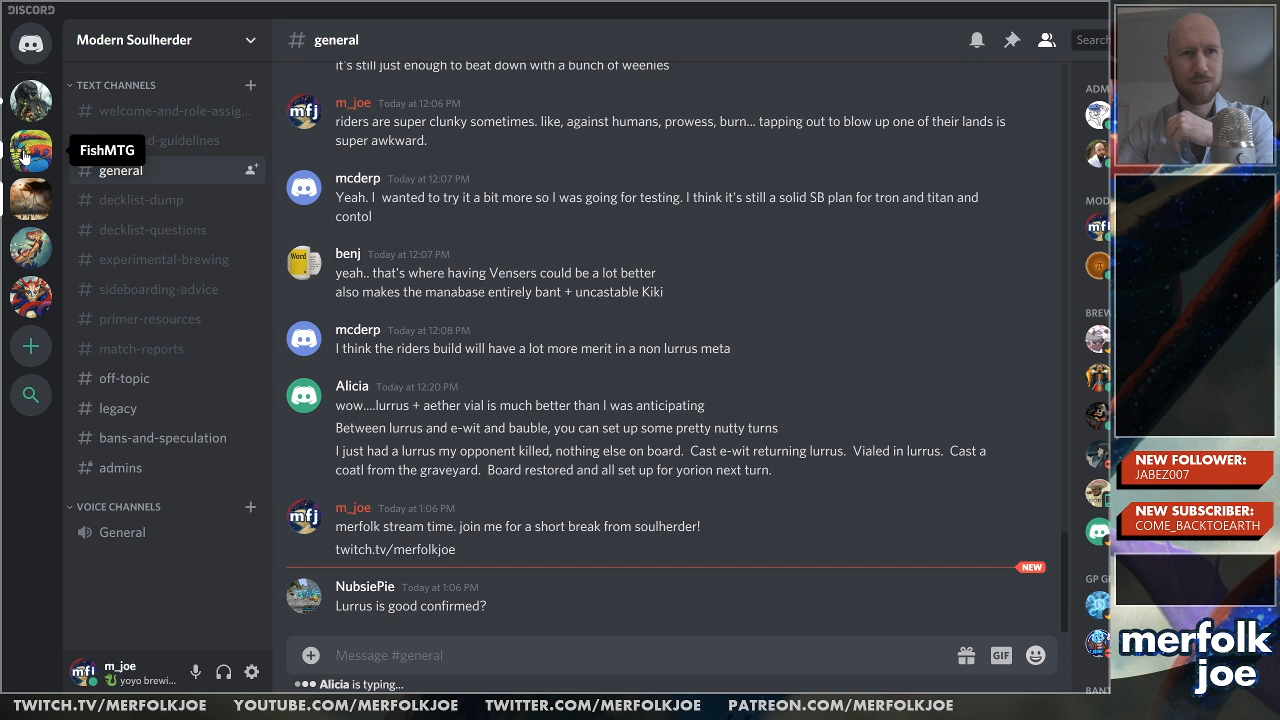 DISCORD
Modern Soulherder
# general
Search
TEXT CHANNELS
# welcome-and-role-assig...
d-guidelines
FishMTG
# general
# decklist-dump
# decklist-questions
# experimental-brewing
# sideboarding-advice
# primer-resources
# match-reports
# off-topic
# legacy
# bans-and-speculation
# admins
VOICE CHANNELS
General
mfj
m_joe
yoyo brewi...
it's still just enough to beat down with a bunch of weenies
mfj
m_joe Today at 12:06 PM
riders are super clunky sometimes. like, against humans, prowess, burn... tapping out to blow up one of their lands is
super awkward.
mcderp Today at 12:07 PM
Yeah. I wanted to try it a bit more so I was going for testing. I think it's still a solid SB plan for tron and titan and
contol
Word
benj Today at 12:07 PM
yeah.. that's where having Vensers could be a lot better
also makes the manabase entirely bant + uncastable Kiki
mcderp Today at 12:08 PM
I think the riders build will have a lot more merit in a non lurrus meta
Alicia Today at 12:20 PM
wow....lurrus + aether vial is much better than I was anticipating
Between lurrus and e-wit and bauble, you can set up some pretty nutty turns
I just had a lurrus my opponent killed, nothing else on board. Cast e-wit returning lurrus. Vialed in lurrus. Cast a
coatl from the graveyard. Board restored and all set up for yorion next turn.
mfj
m_joe Today at 1:06 PM
merfolk stream time. join me for a short break from soulherder!
twitch.tv/merfolkjoe
NEW
NubsiePie Today at 1:06 PM
Lurrus is good confirmed?
Message #general
GIF
Alicia is typing...
ADM
MOD
mfj
BREW
GP GF
BANT
NEW FOLLOWER:
JABEZ007
NEW SUBSCRIBER:
COME_BACKTOEARTH
merfolk
joe
TWITCH.TV/MERFOLKJOE YOUTUBE.COM/MERFOLKJOE TWITTER.COM/MERFOLKJOE PATREON.COM/MERFOLKJOE